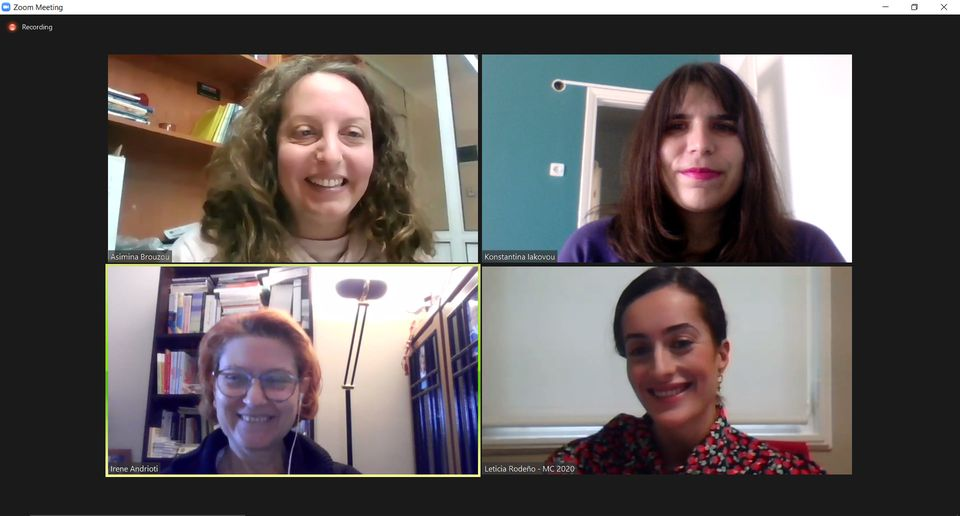 Zoom Meeting
Recording
Asimina Brouzou
Konstantina Iakovou
Irene Andrioti
Leticia Rodeño - MC 2020